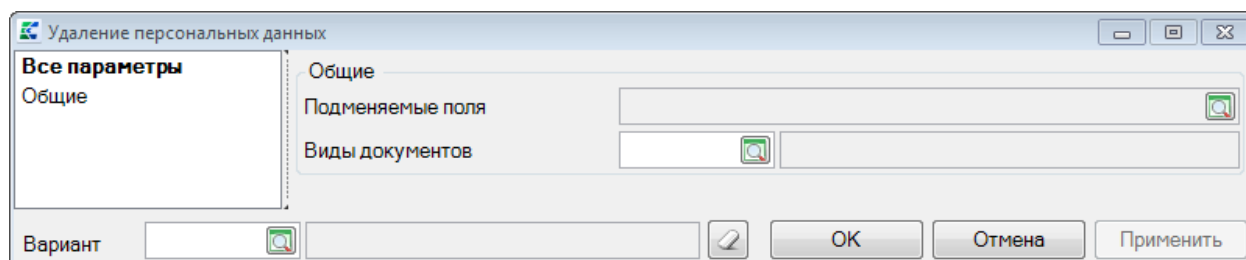 Удаление персональных данных
Все параметры
Общие
Общие
Подменяемые поля
Виды документов
Вариант
OK
Отмена
Применить